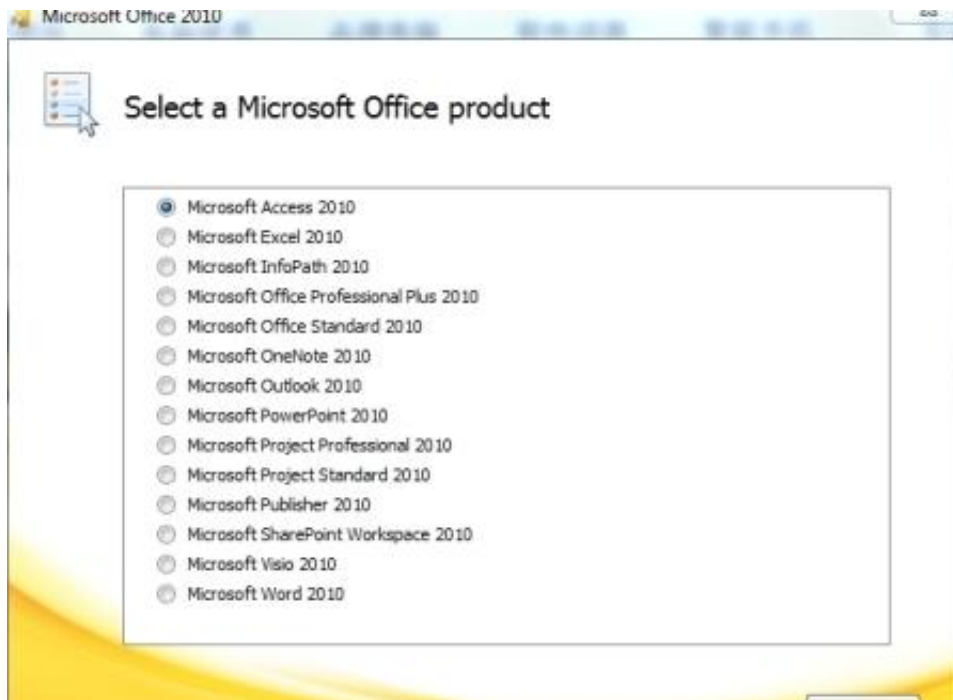 Microsoft Office 2010
Select a Microsoft Office product
Microsoft Access 2010
Microsoft Excel 2010
Microsoft InfoPath 2010
Microsoft Office Professional Plus 2010
Microsoft Office Standard 2010
Microsoft OneNote 2010
Microsoft Outlook 2010
Microsoft PowerPoint 2010
Microsoft Project Professional 2010
Microsoft Project Standard 2010
Microsoft Publisher 2010
Microsoft SharePoint Workspace 2010
Microsoft Visio 2010
Microsoft Word 2010